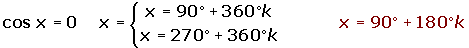 cos x = 0 x = { x = 90° + 360°k x = 90° + 180°k
x = 270° + 360°k